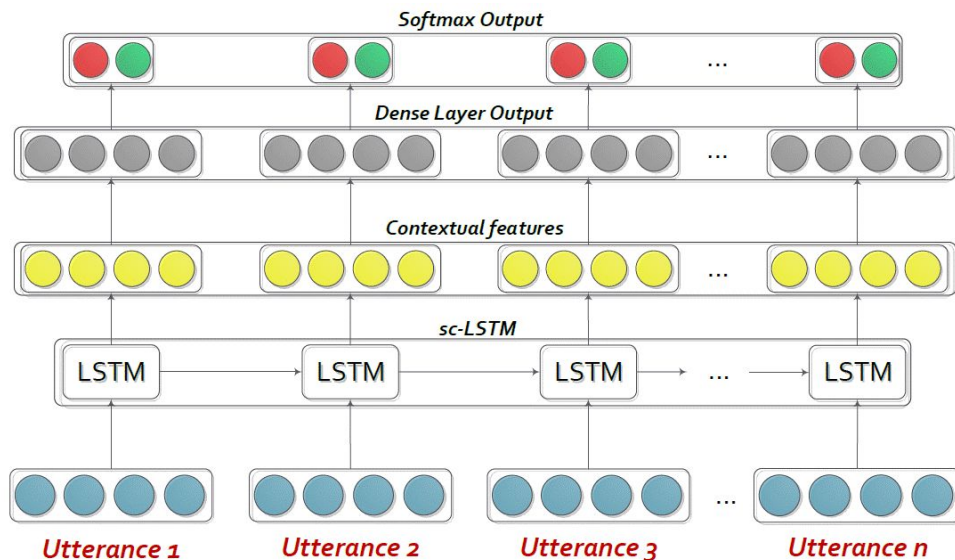 Softmax Output
...
Dense Layer Output
...
Contextual features
...
sc-LSTM
LSTM LSTM LSTM ... LSTM
...
Utterance 1 Utterance 2 Utterance 3 Utterance n